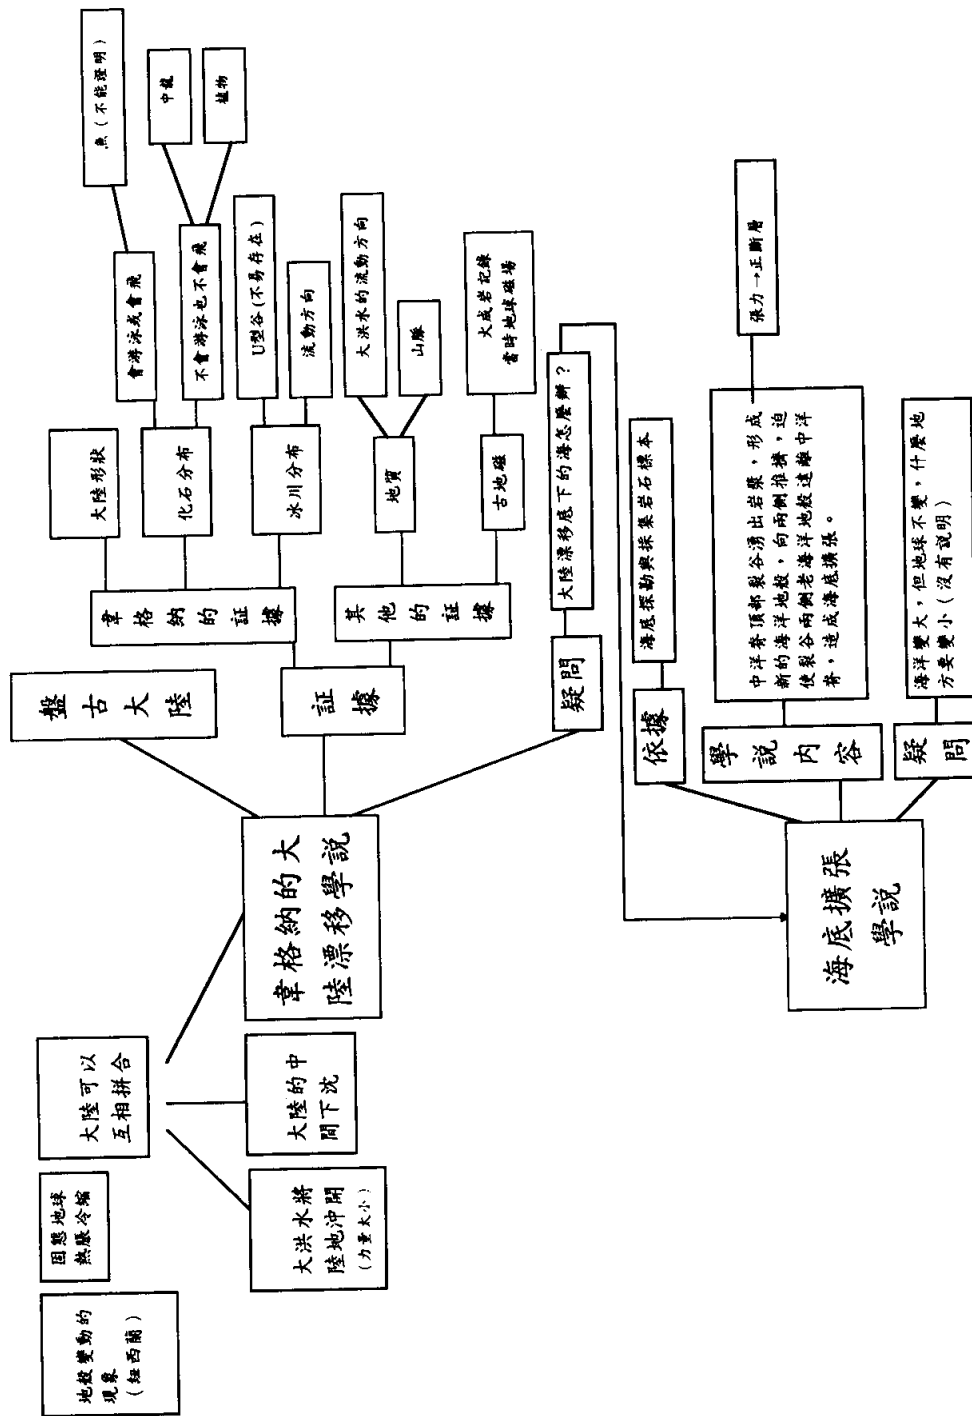 地殼變動的
現象
(紐西蘭)
固態地球
熱脹冷縮
大陸可以
互相拼合
大洪水將
陸地沖開
(力量太小)
大陸的中
間下沈
韋格納的大
陸漂移學說
盤古大陸
証據
疑問
韋格納的証據
其他的証據
大陸形狀
化石分布
冰川分布
地質
古地磁
會游泳或會飛
不會游泳也不會飛
U型谷(不易存在)
流動方向
大洪水的流動方向
山脈
火成岩記錄
當時地球磁場
魚(不能證明)
中龍
植物
大陸漂移底下的海怎麼辦?
海底擴張
學說
依據
學說內容
疑問
海底探勘與採集岩石標本
中洋脊頂部裂谷湧出岩漿,形成
新的海洋地殼,向兩側推擠,迫
使裂谷兩側老海洋地殼遠離中洋
脊,造成海底擴張。
張力→正斷層
海洋變大,但地球不變,什麼地
方要變小(沒有說明)